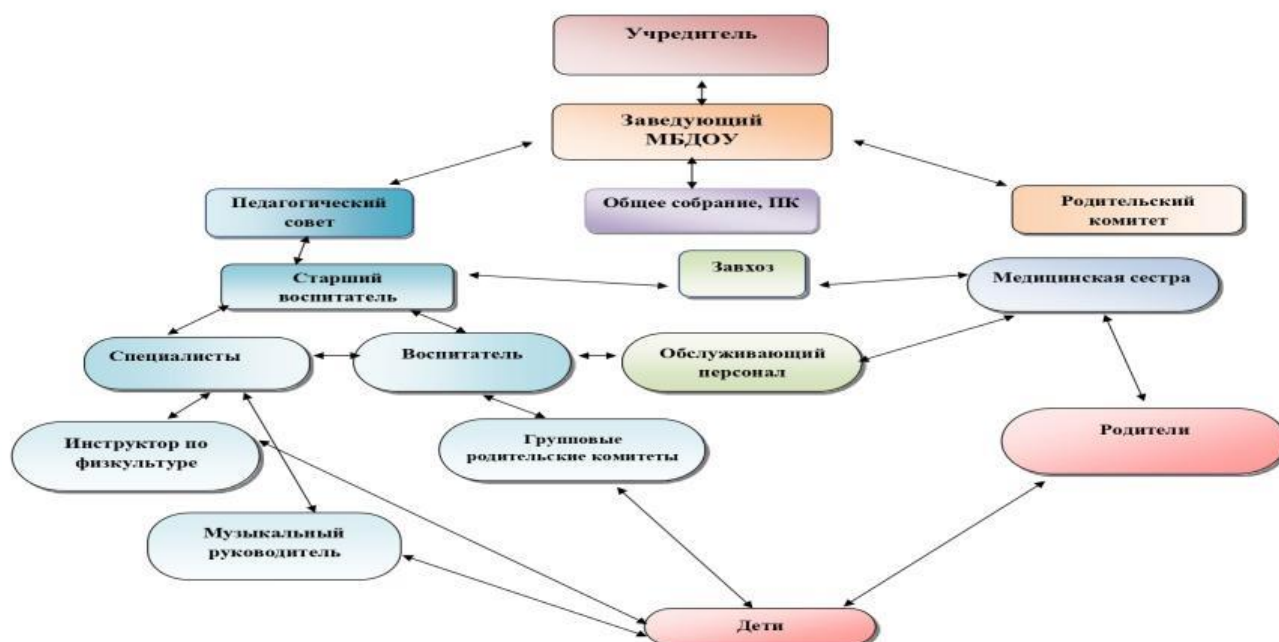 Учредитель
Заведующий
МБДОУ
Педагогический
совет
Общее собрание, ПК
Родительский
комитет
Старший
воспитатель
Завхоз
Медицинская сестра
Специалисты
Воспитатель
Обслуживающий
персонал
Инструктор по
физкультуре
Групповые
родительские комитеты
Родители
Музыкальный
руководитель
Дети